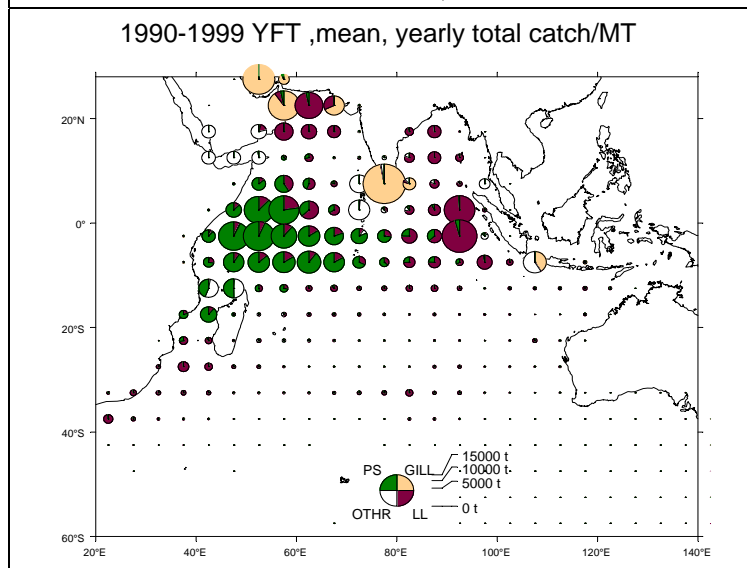 1990-1999 YFT ,mean, yearly total catch/MT
20°N
0°
20°S
40°S
60°S
PS GILL
OTHR LL
15000 t
10000 t
5000 t
0 t
20°E 40°E 60°E 80°E 100°E 120°E 140°E